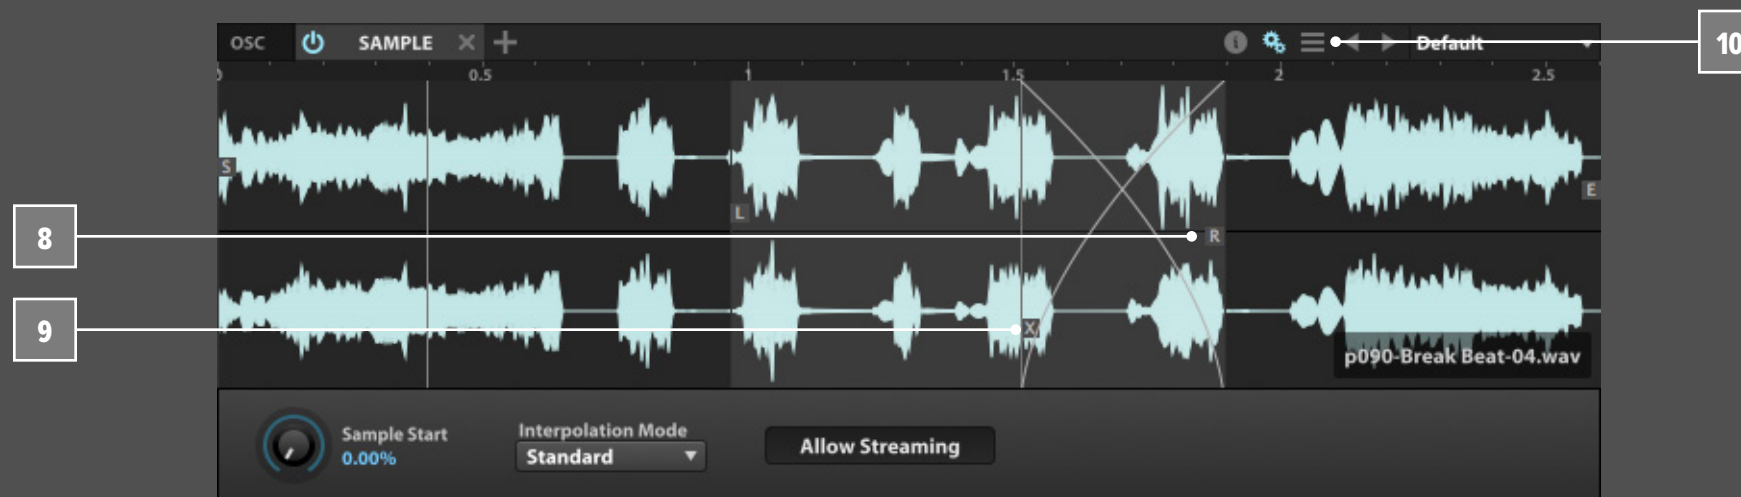 OSC SAMPLE Default
10
0 0.5 1 1.5 2 2.5
S
E
L
8
R
9
X
p090-Break Beat-04.wav
Sample Start
0.00%
Interpolation Mode
Standard
Allow Streaming